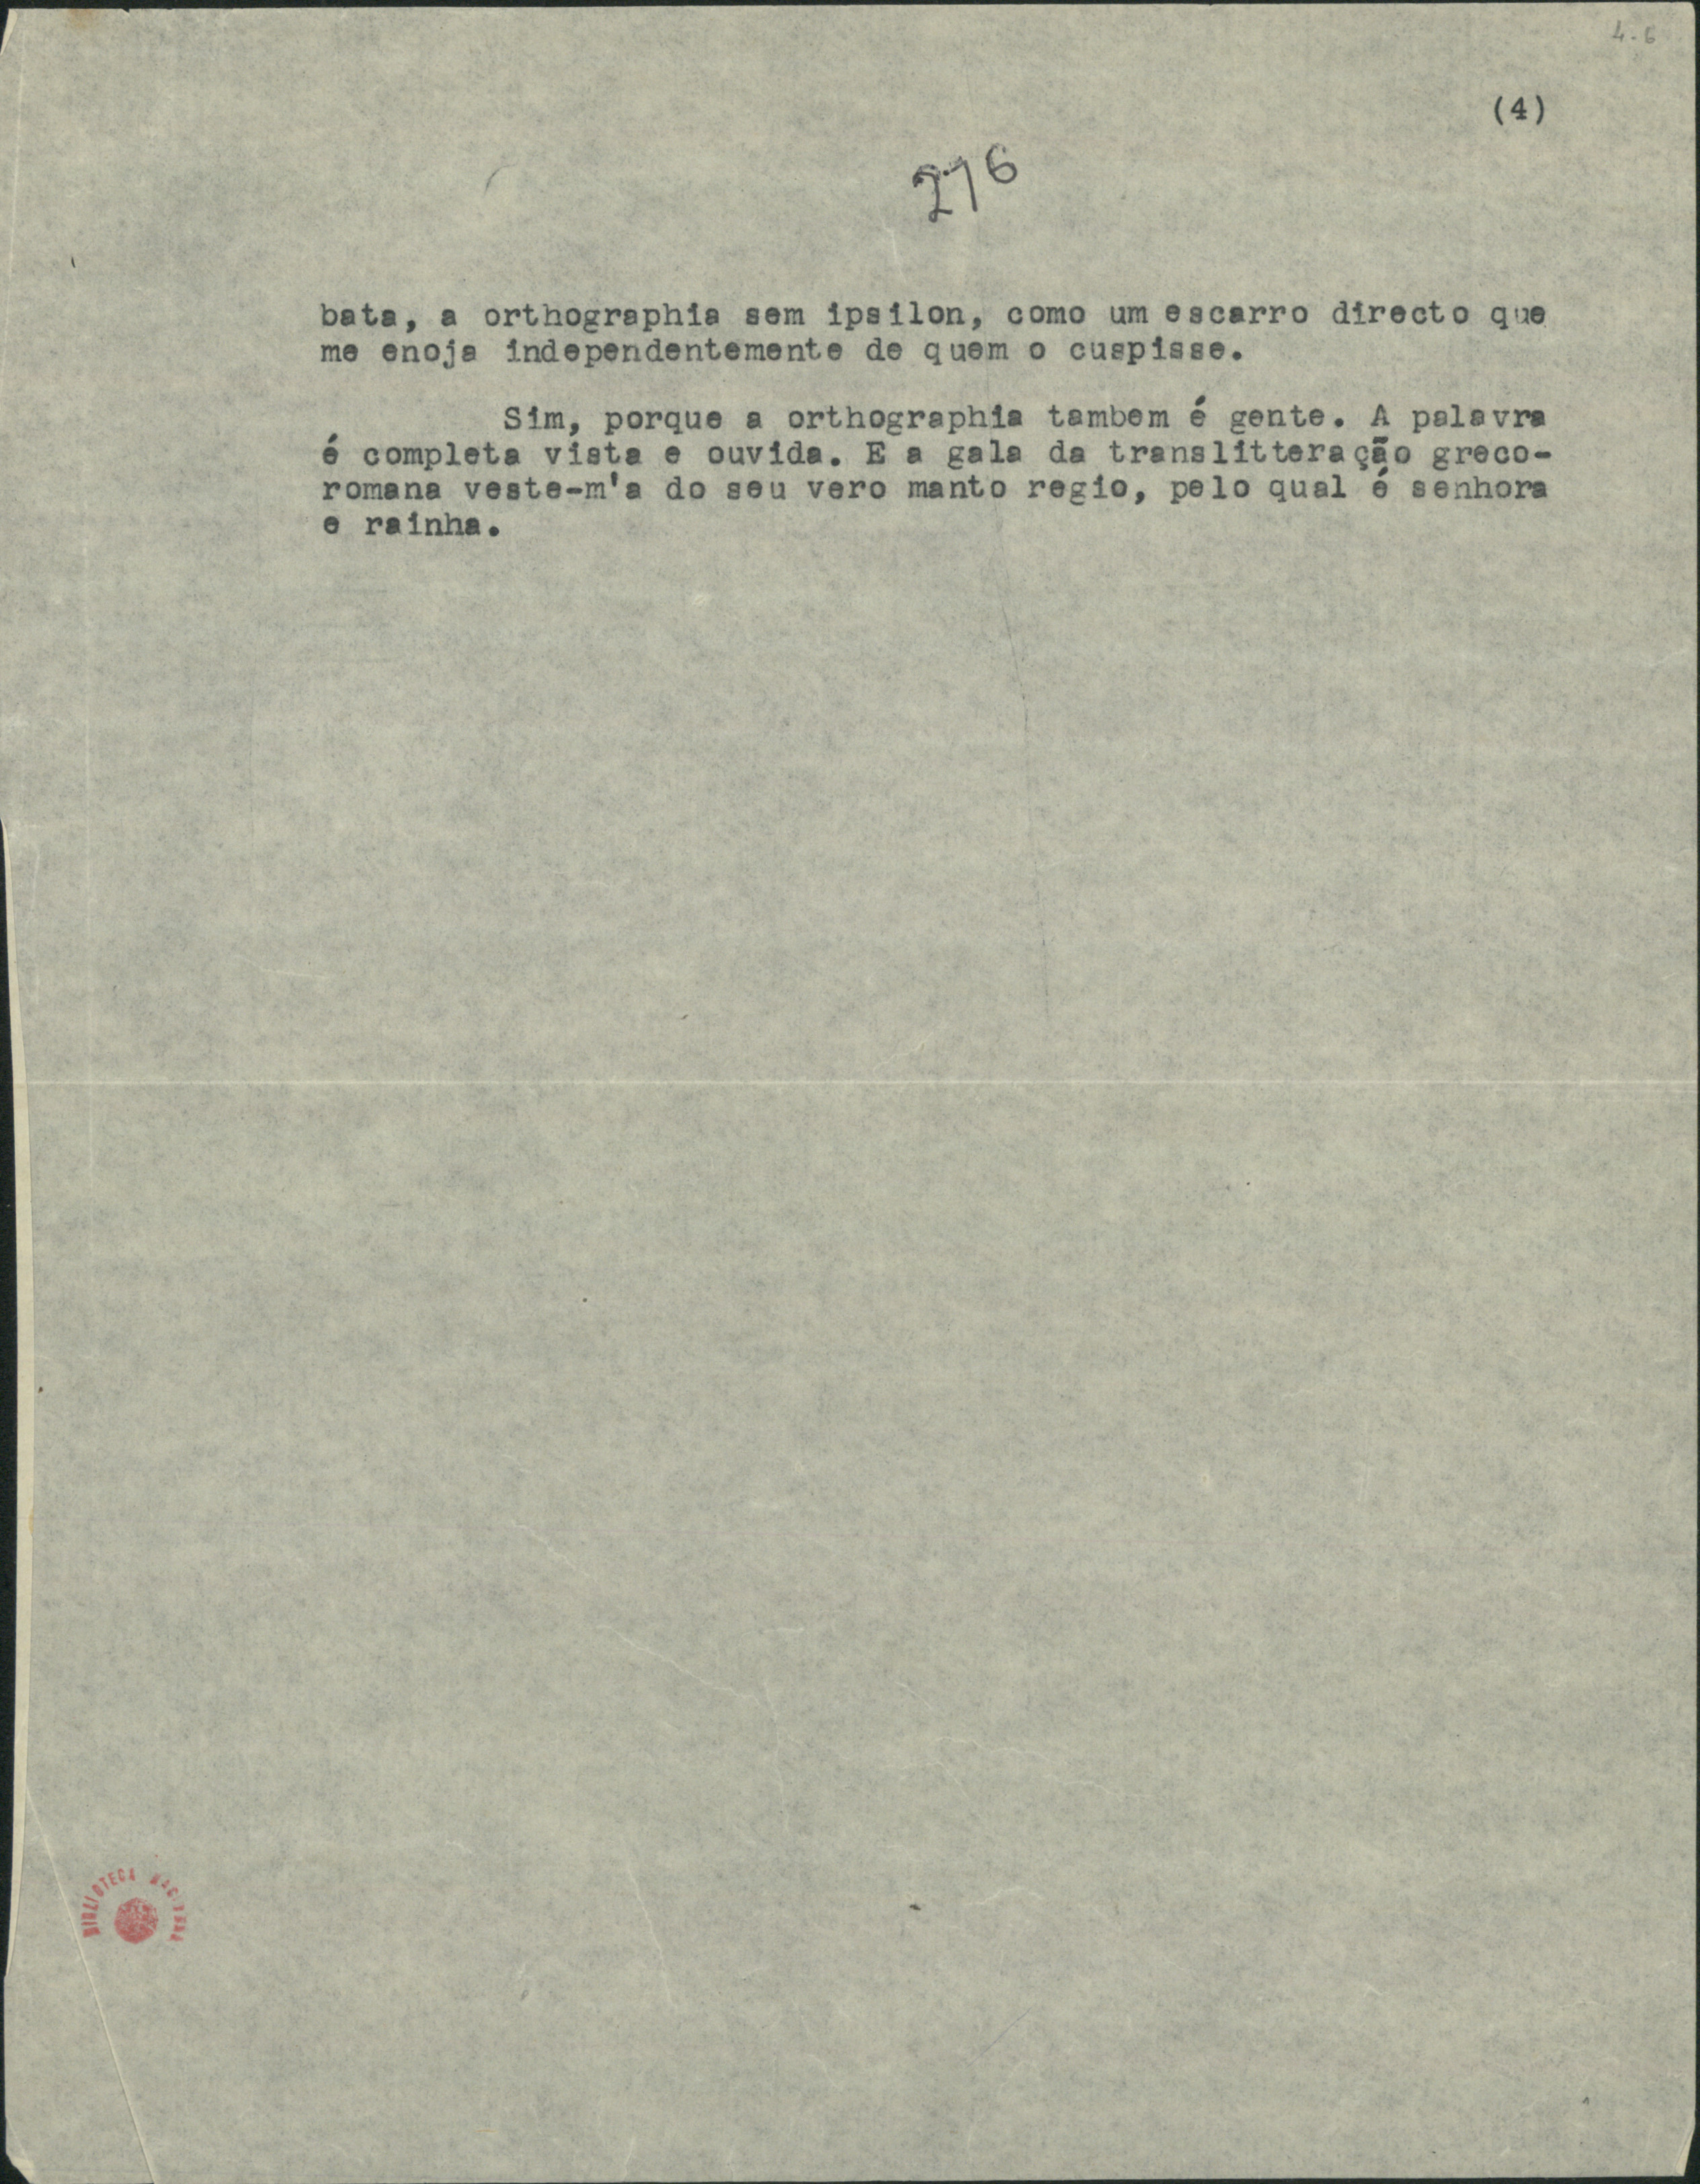 4-6
(4)
276
bata, a orthographia sem ipsilon, como um escarro directo que
me enoja independentemente de quem o cuspisse.
Sim, porque a orthographia tambem é gente. A palavra
é completa vista e ouvida. E a gala da translitteração greco-
romana veste-m'a do seu vero manto regio, pelo qual é senhora
e rainha.
BIBLIOTECA NACIONAL